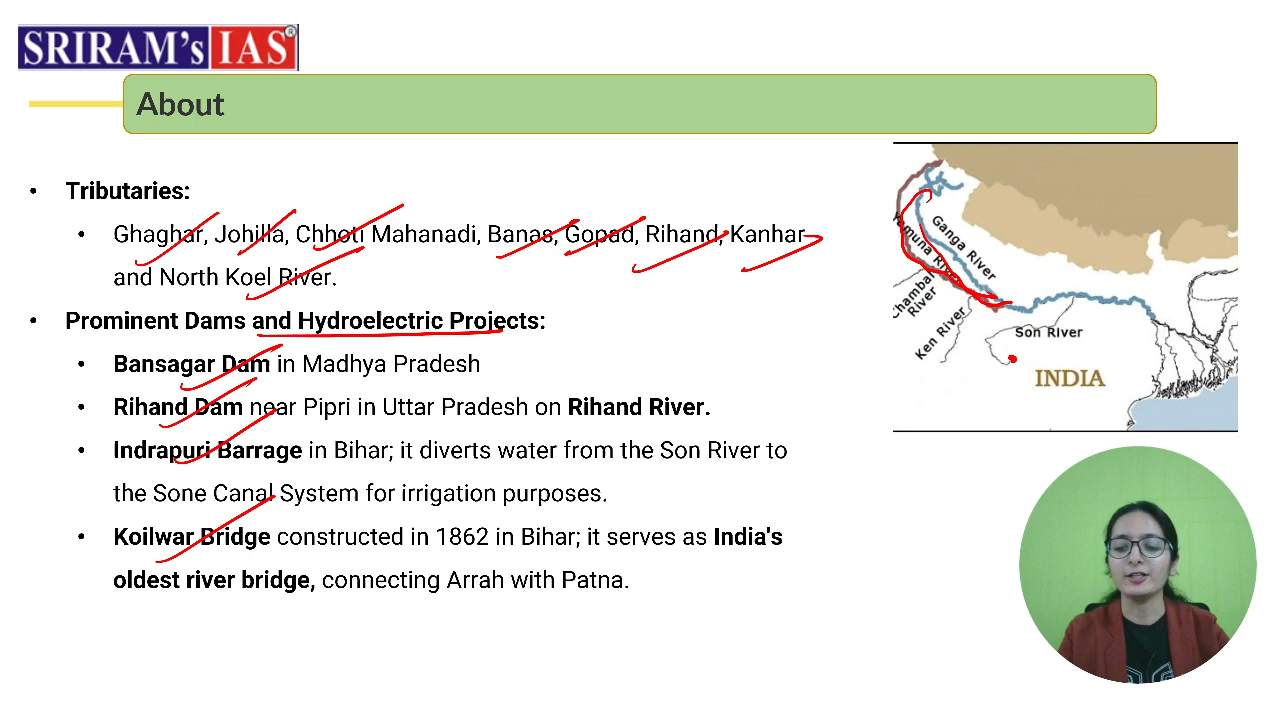 SRIRAM's IAS®
About
• Tributaries:
• Ghaghar, Johilla, Chhoti Mahanadi, Banas, Gopad, Rihand, Kanhar
and North Koel River.
• Prominent Dams and Hydroelectric Projects:
• Bansagar Dam in Madhya Pradesh
• Rihand Dam near Pipri in Uttar Pradesh on Rihand River.
• Indrapuri Barrage in Bihar; it diverts water from the Son River to
the Sone Canal System for irrigation purposes.
• Koilwar Bridge constructed in 1862 in Bihar; it serves as India's
oldest river bridge, connecting Arrah with Patna.
Yamuna River
Ganga River
Chambal
River
Ken River
Son River
INDIA